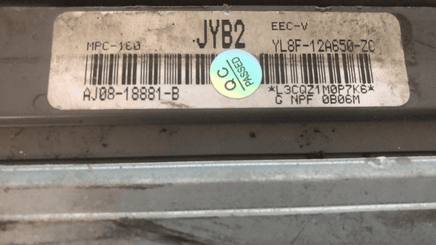 JYB2 EEC-V
MPC-160 YL8F-12A650-ZC
QC PASSED
AJ08-18881-B *L3CQZ1M0P7K6*
G NPF 0B06M